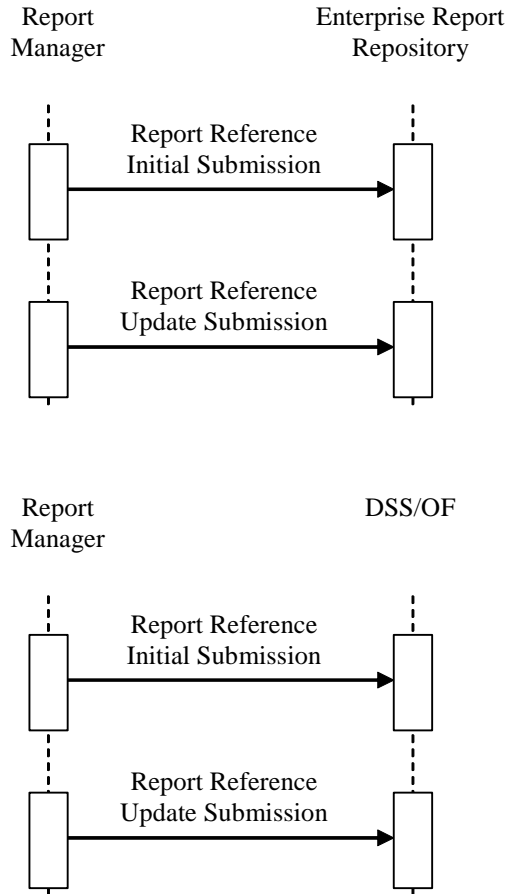 Report
Manager
Enterprise Report
Repository
Report Reference
Initial Submission
Report Reference
Update Submission
Report
Manager
DSS/OF
Report Reference
Initial Submission
Report Reference
Update Submission